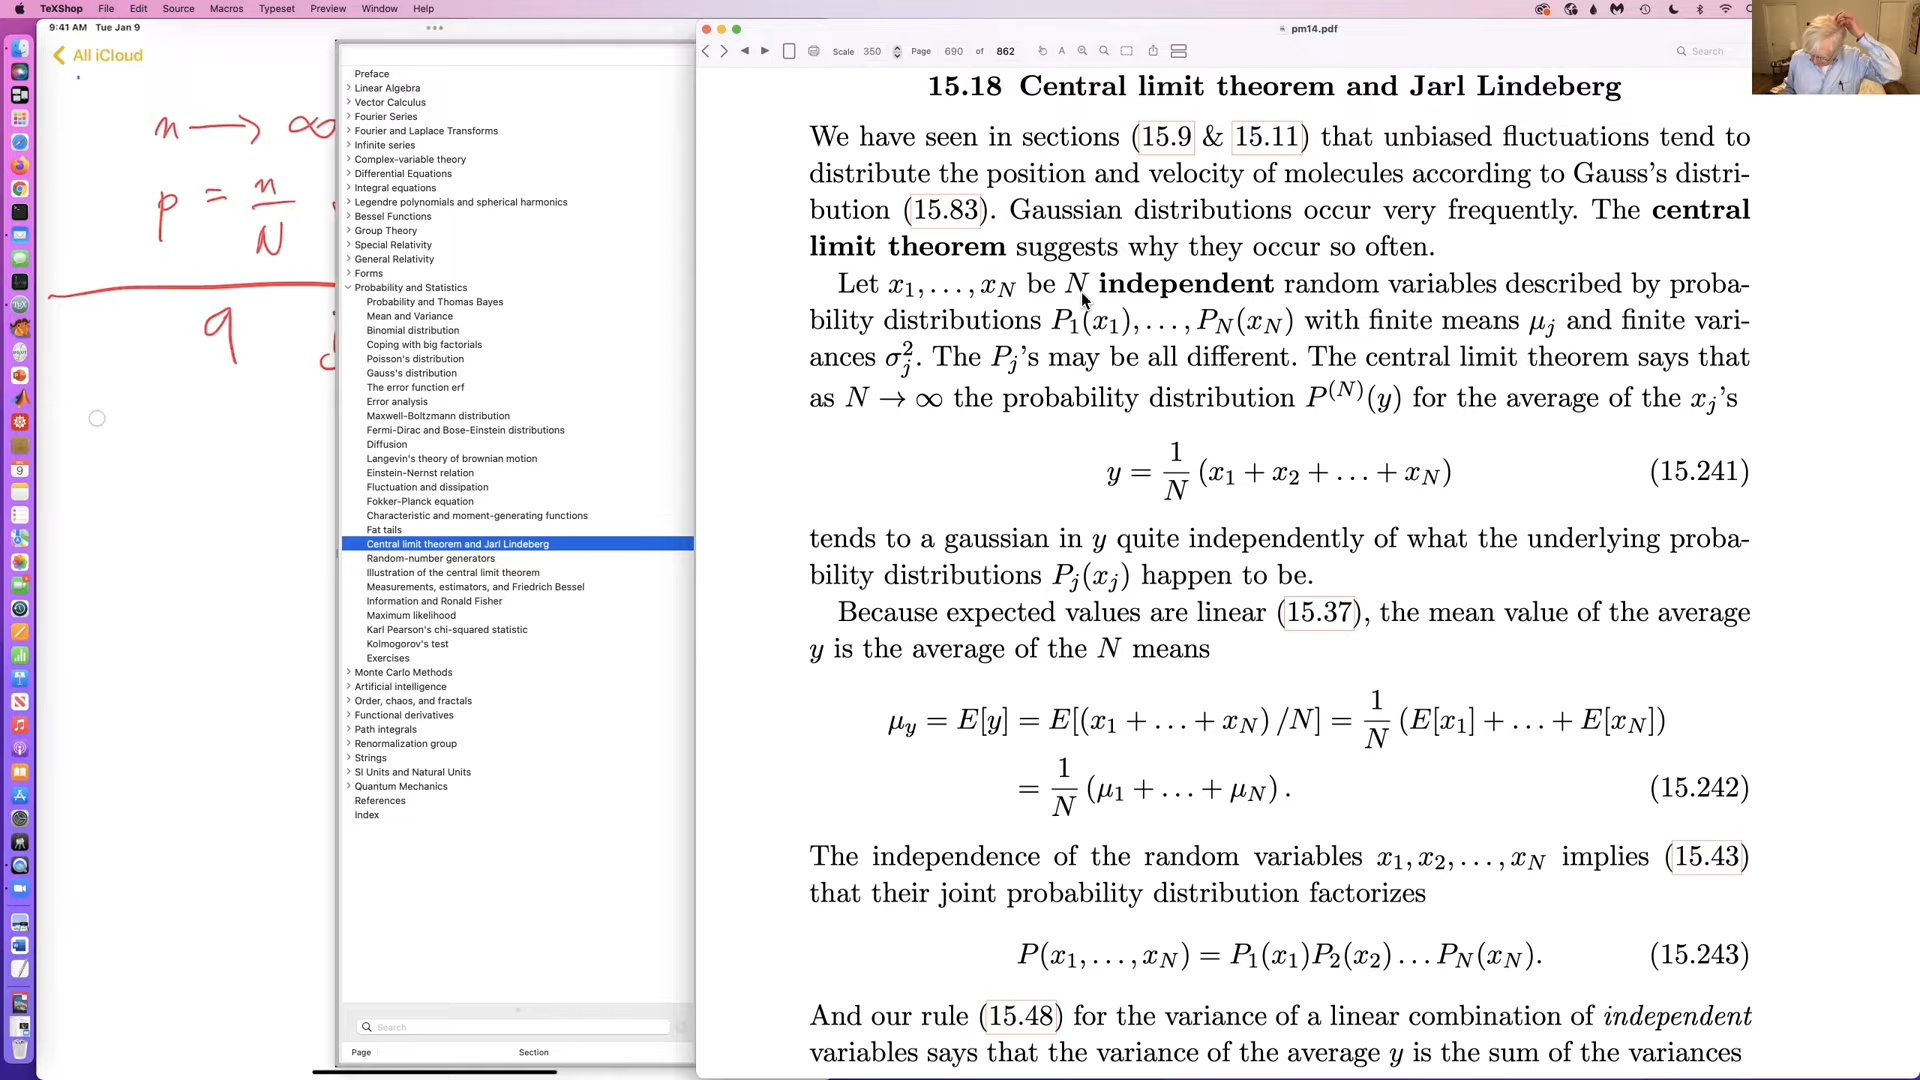 TeXShop File Edit Source Macros Typeset Preview Window Help
9:41 AM Tue Jan 9
All iCloud
n → ∞
p = n/N
q
Preface
Linear Algebra
Vector Calculus
Fourier Series
Fourier and Laplace Transforms
Infinite series
Complex-variable theory
Differential Equations
Integral equations
Legendre polynomials and spherical harmonics
Bessel Functions
Group Theory
Special Relativity
General Relativity
Forms
Probability and Statistics
Probability and Thomas Bayes
Mean and Variance
Binomial distribution
Coping with big factorials
Poisson's distribution
Gauss's distribution
The error function erf
Error analysis
Maxwell-Boltzmann distribution
Fermi-Dirac and Bose-Einstein distributions
Diffusion
Langevin's theory of brownian motion
Einstein-Nernst relation
Fluctuation and dissipation
Fokker-Planck equation
Characteristic and moment-generating functions
Fat tails
Central limit theorem and Jarl Lindeberg
Random-number generators
Illustration of the central limit theorem
Measurements, estimators, and Friedrich Bessel
Information and Ronald Fisher
Maximum likelihood
Karl Pearson's chi-squared statistic
Kolmogorov's test
Exercises
Monte Carlo Methods
Artificial intelligence
Order, chaos, and fractals
Functional derivatives
Path integrals
Renormalization group
Strings
SI Units and Natural Units
Quantum Mechanics
References
Index
Search
Page Section
pm14.pdf
Scale 350 Page 690 of 862 Search
15.18 Central limit theorem and Jarl Lindeberg
We have seen in sections (15.9 & 15.11) that unbiased fluctuations tend to
distribute the position and velocity of molecules according to Gauss's distri-
bution (15.83). Gaussian distributions occur very frequently. The central
limit theorem suggests why they occur so often.
Let x₁, . . . , x_N be N independent random variables described by proba-
bility distributions P₁(x₁), . . . , P_N(x_N) with finite means μ_j and finite vari-
ances σ_j². The P_j's may be all different. The central limit theorem says that
as N → ∞ the probability distribution P^(N)(y) for the average of the x_j's
y = 1/N (x₁ + x₂ + . . . + x_N) (15.241)
tends to a gaussian in y quite independently of what the underlying proba-
bility distributions P_j(x_j) happen to be.
Because expected values are linear (15.37), the mean value of the average
y is the average of the N means
μ_y = E[y] = E[(x₁ + . . . + x_N) /N] = 1/N (E[x₁] + . . . + E[x_N])
= 1/N (μ₁ + . . . + μ_N) . (15.242)
The independence of the random variables x₁, x₂, . . . , x_N implies (15.43)
that their joint probability distribution factorizes
P(x₁, . . . , x_N) = P₁(x₁)P₂(x₂) . . . P_N(x_N). (15.243)
And our rule (15.48) for the variance of a linear combination of independent
variables says that the variance of the average y is the sum of the variances